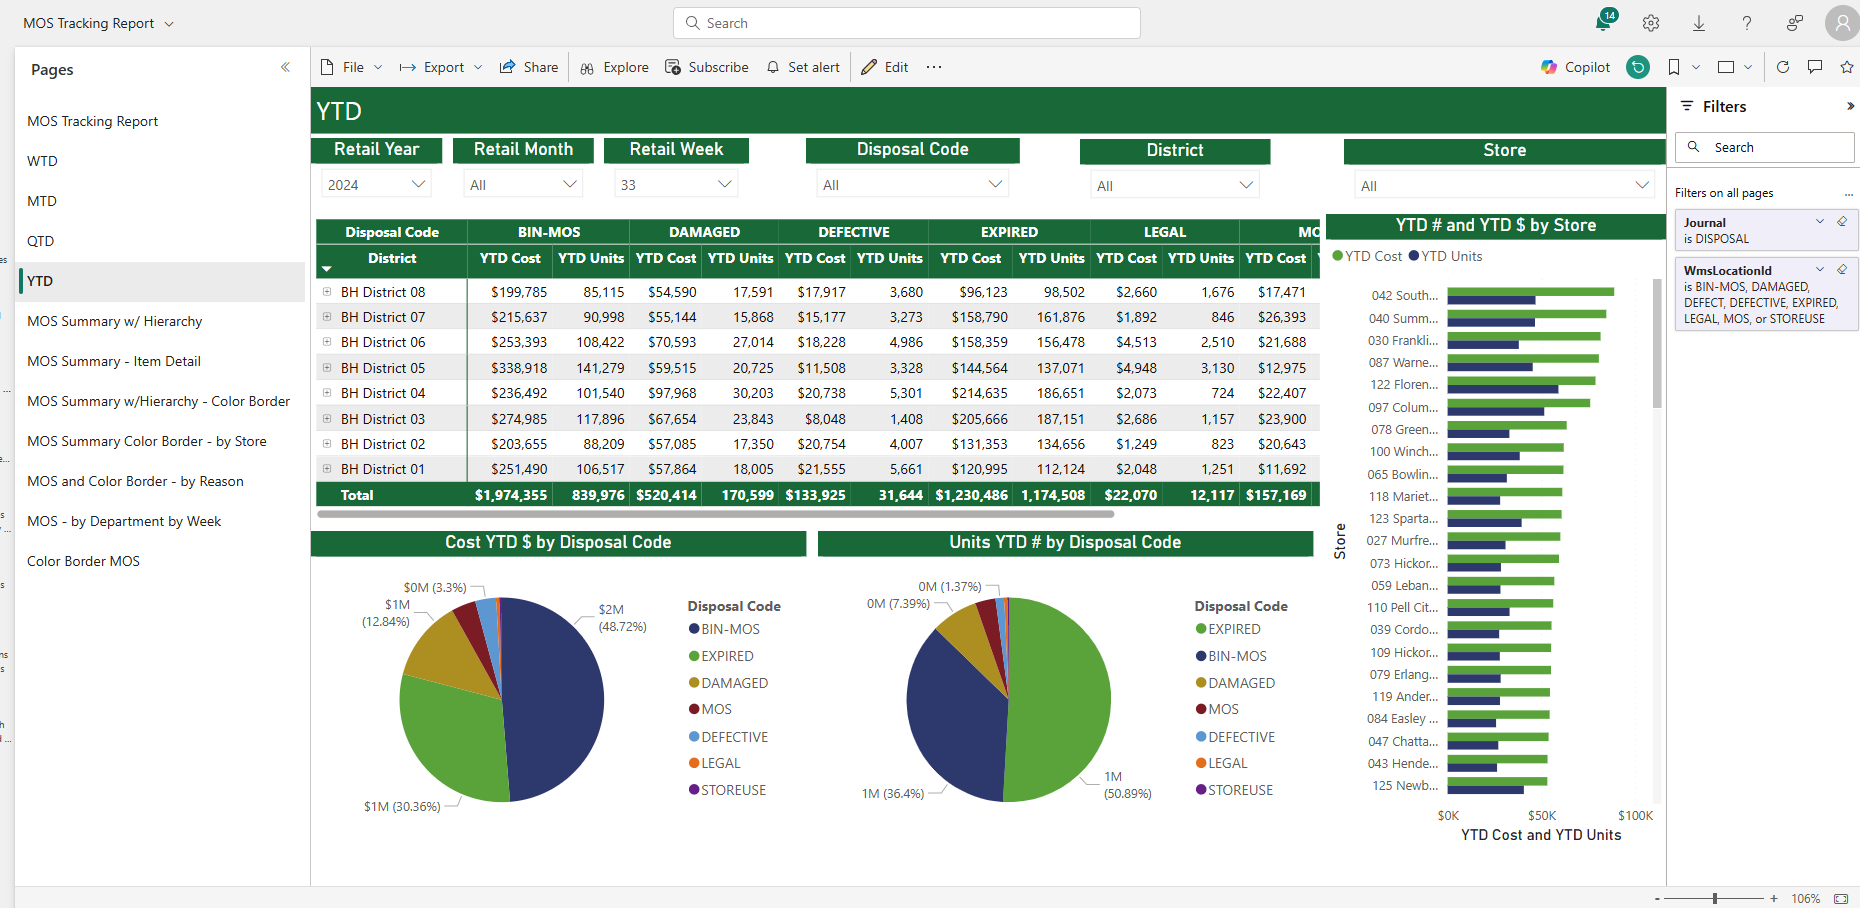 MOS Tracking Report
Search
14
Pages
MOS Tracking Report
WTD
MTD
QTD
YTD
MOS Summary w/ Hierarchy
MOS Summary - Item Detail
MOS Summary w/Hierarchy - Color Border
MOS Summary Color Border - by Store
MOS and Color Border - by Reason
MOS - by Department by Week
Color Border MOS
File Export Share Explore Subscribe Set alert Edit ...
Copilot
YTD
Retail Year Retail Month Retail Week Disposal Code District Store
2024 All 33 All All All
Disposal Code BIN-MOS DAMAGED DEFECTIVE EXPIRED LEGAL MO
District YTD Cost YTD Units YTD Cost YTD Units YTD Cost YTD Units YTD Cost YTD Units YTD Cost YTD Units YTD Cost
BH District 08 $199,785 85,115 $54,590 17,591 $17,917 3,680 $96,123 98,502 $2,660 1,676 $17,471
BH District 07 $215,637 90,998 $55,144 15,868 $15,177 3,273 $158,790 161,876 $1,892 846 $26,393
BH District 06 $253,393 108,422 $70,593 27,014 $18,228 4,986 $158,359 156,478 $4,513 2,510 $21,688
BH District 05 $338,918 141,279 $59,515 20,725 $11,508 3,328 $144,564 137,071 $4,948 3,130 $12,975
BH District 04 $236,492 101,540 $97,968 30,203 $20,738 5,301 $214,635 186,651 $2,073 724 $22,407
BH District 03 $274,985 117,896 $67,654 23,843 $8,048 1,408 $205,666 187,151 $2,686 1,157 $23,900
BH District 02 $203,655 88,209 $57,085 17,350 $20,754 4,007 $131,353 134,656 $1,249 823 $20,643
BH District 01 $251,490 106,517 $57,864 18,005 $21,555 5,661 $120,995 112,124 $2,048 1,251 $11,692
Total $1,974,355 839,976 $520,414 170,599 $133,925 31,644 $1,230,486 1,174,508 $22,070 12,117 $157,169
Cost YTD $ by Disposal Code
$0M (3.3%)
$1M
(12.84%)
$2M
(48.72%)
$1M (30.36%)
Disposal Code
BIN-MOS
EXPIRED
DAMAGED
MOS
DEFECTIVE
LEGAL
STOREUSE
Units YTD # by Disposal Code
0M (1.37%)
0M (7.39%)
1M (36.4%)
1M
(50.89%)
Disposal Code
EXPIRED
BIN-MOS
DAMAGED
MOS
DEFECTIVE
LEGAL
STOREUSE
YTD # and YTD $ by Store
YTD Cost YTD Units
Store
042 South...
040 Summ...
030 Frankli...
087 Warne...
122 Floren...
097 Colum...
078 Green...
100 Winch...
065 Bowlin...
118 Mariet...
123 Sparta...
027 Murfre...
073 Hickor...
059 Leban...
110 Pell Cit...
039 Cordo...
109 Hickor...
079 Erlang...
119 Ander...
084 Easley ...
047 Chatta...
043 Hende...
125 Newb...
$0K $50K $100K
YTD Cost and YTD Units
Filters
Search
Filters on all pages ...
Journal
is DISPOSAL
WmsLocationId
is BIN-MOS, DAMAGED,
DEFECT, DEFECTIVE, EXPIRED,
LEGAL, MOS, or STOREUSE
- + 106%